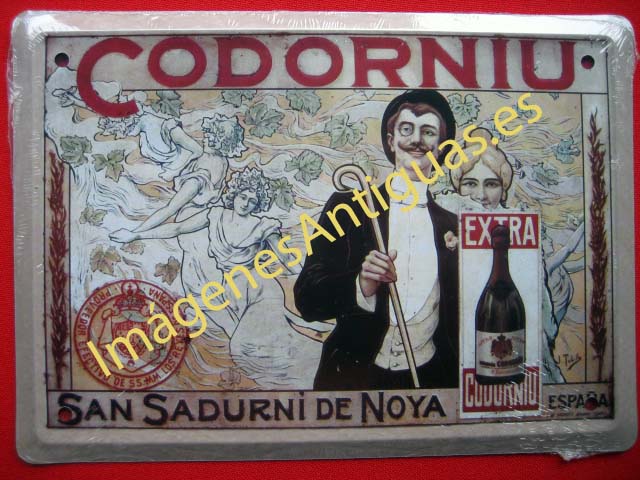 CODORNIU
EXTRA
CODORNIU
SAN SADURNÍ DE NOYA
ESPAÑA
ImágenesAntiguas.es